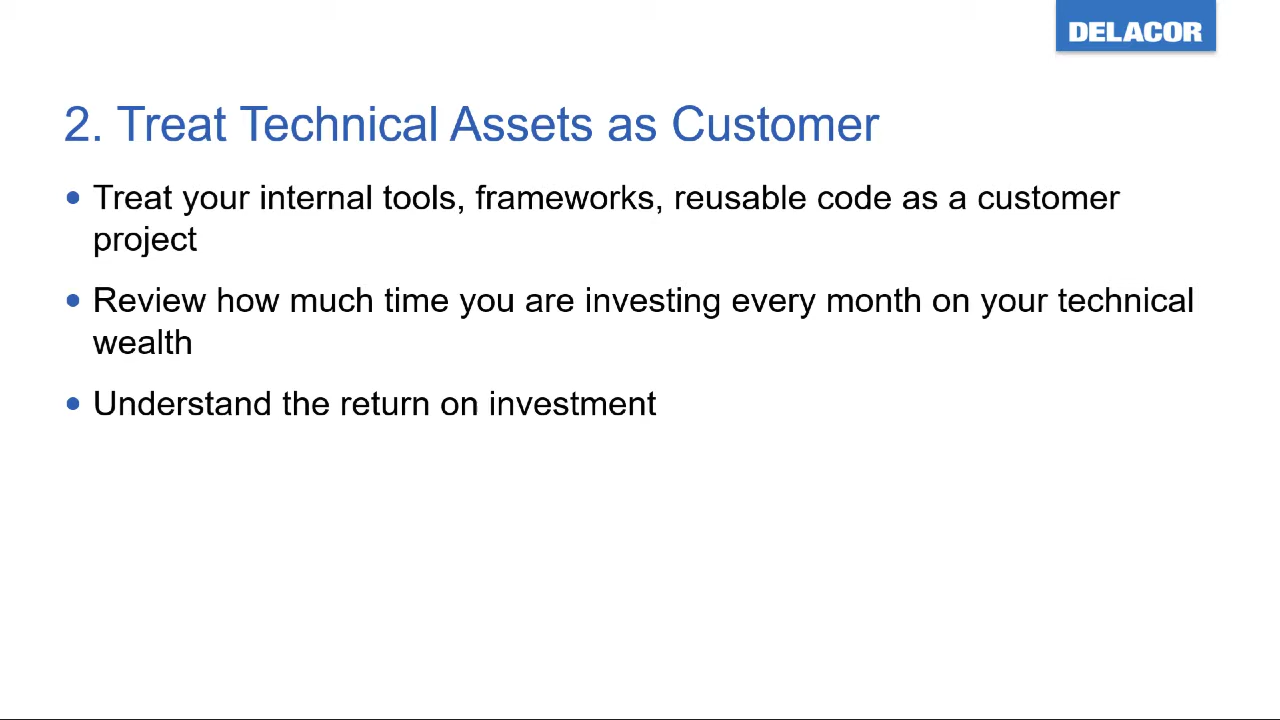 DELACOR
2. Treat Technical Assets as Customer
Treat your internal tools, frameworks, reusable code as a customer
project
Review how much time you are investing every month on your technical
wealth
Understand the return on investment